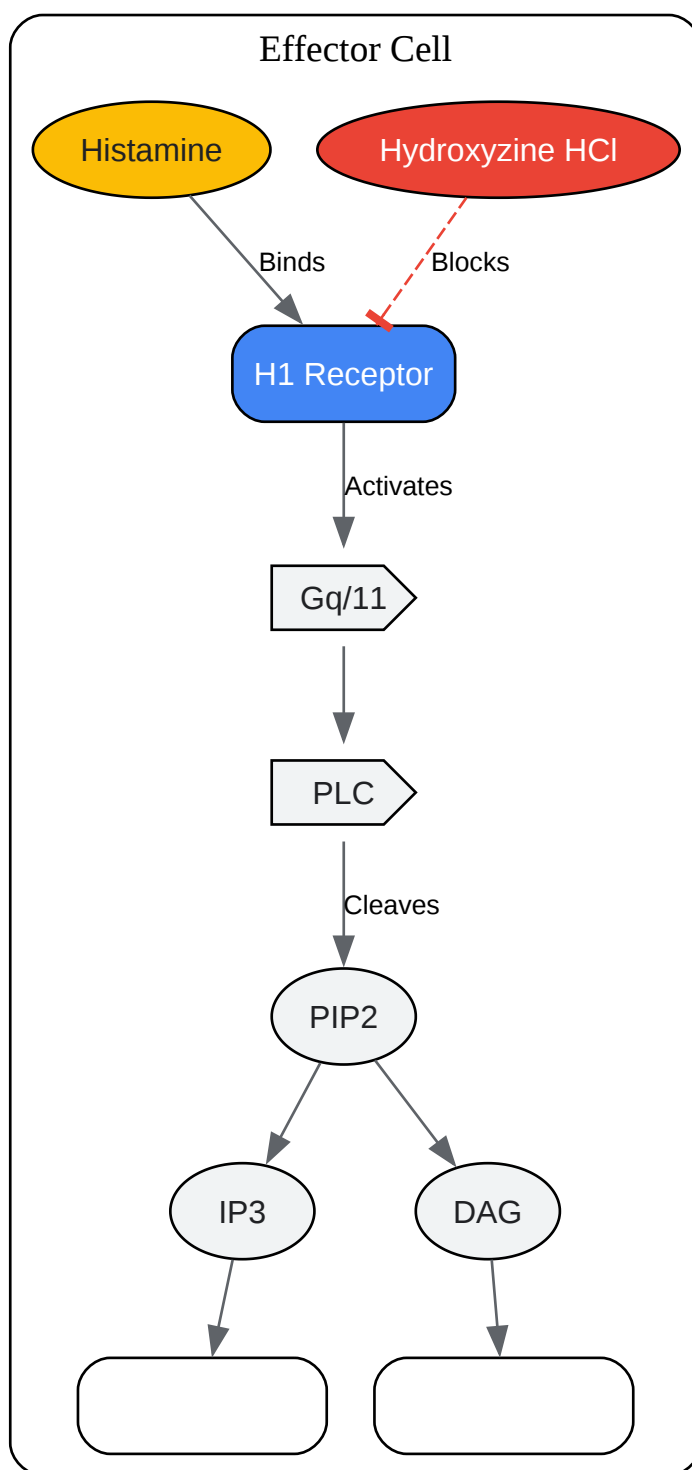 Effector Cell
Histamine
Hydroxyzine HCl
Binds
Blocks
H1 Receptor
Activates
Gq/11
PLC
Cleaves
PIP2
IP3
DAG